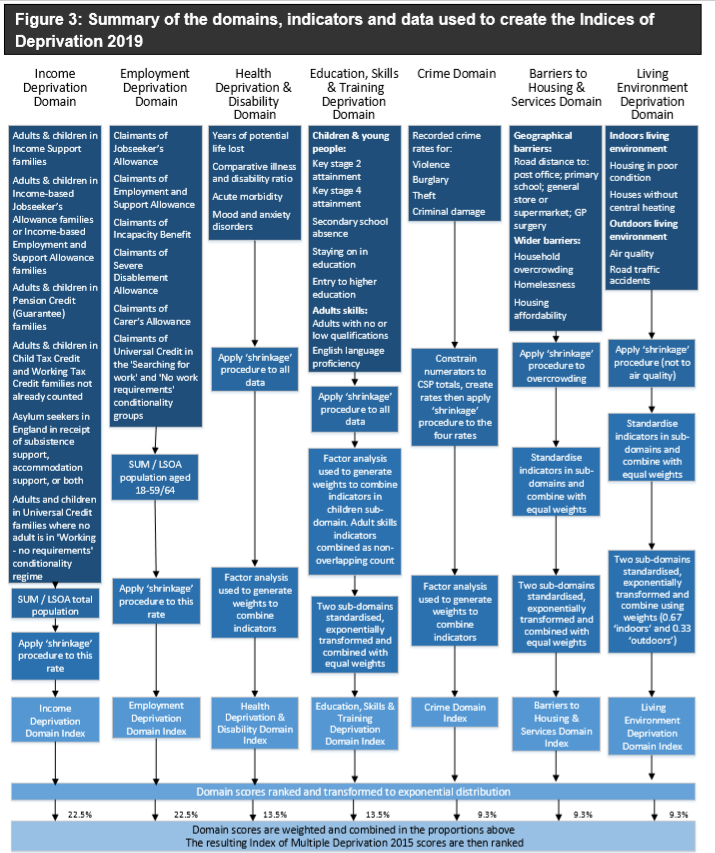 Figure 3: Summary of the domains, indicators and data used to create the Indices of
Deprivation 2019
Income
Deprivation
Domain
Adults & children in
Income Support
families
Adults & children in
Income-based
Jobseeker's
Allowance families
or Income-based
Employment and
Support Allowance
families
Adults & children in
Pension Credit
(Guarantee)
families
Adults & children in
Child Tax Credit
and Working Tax
Credit families not
already counted
Asylum seekers in
England in receipt
of subsistence
support,
accommodation
support, or both
Adults and children
in Universal Credit
families where no
adult is in 'Working
- no requirements'
conditionality
regime
SUM / LSOA total
population
Apply 'shrinkage'
procedure to this
rate
Income
Deprivation
Domain Index
Employment
Deprivation
Domain
Claimants of
Jobseeker's
Allowance
Claimants of
Employment and
Support Allowance
Claimants of
Incapacity Benefit
Claimants of
Severe
Disablement
Allowance
Claimants of
Carer's Allowance
Claimants of
Universal Credit in
the 'Searching for
work' and 'No work
requirements'
conditionality
groups
SUM / LSOA
population aged
18-59/64
Apply 'shrinkage'
procedure to this
rate
Employment
Deprivation
Domain Index
Health
Deprivation &
Disability
Domain
Years of potential
life lost
Comparative illness
and disability ratio
Acute morbidity
Mood and anxiety
disorders
Apply 'shrinkage'
procedure to all
data
Factor analysis
used to generate
weights to
combine
indicators
Health
Deprivation &
Disability Domain
Index
Education, Skills
& Training
Deprivation
Domain
Children & young
people:
Key stage 2
attainment
Key stage 4
attainment
Secondary school
absence
Staying on in
education
Entry to higher
education
Adults skills:
Adults with no or
low qualifications
English language
proficiency
Apply 'shrinkage'
procedure to all
data
Factor analysis
used to generate
weights to combine
indicators in
children sub-
domain. Adult skills
indicators
combined as non-
overlapping count
Two sub-domains
standardised,
exponentially
transformed and
combined with
equal weights
Education, Skills &
Training
Deprivation
Domain Index
Crime Domain
Recorded crime
rates for:
Violence
Burglary
Theft
Criminal damage
Constrain
numerators to
CSP totals, create
rates then apply
'shrinkage'
procedure to the
four rates
Factor analysis
used to generate
weights to
combine
indicators
Crime Domain
Index
Barriers to
Housing &
Services Domain
Geographical
barriers:
Road distance to:
post office; primary
school; general
store or
supermarket; GP
surgery
Wider barriers:
Household
overcrowding
Homelessness
Housing
affordability
Apply 'shrinkage'
procedure to
overcrowding
Standardise
indicators in sub-
domains and
combine with
equal weights
Two sub-domains
standardised,
exponentially
transformed and
combined with
equal weights
Barriers to
Housing &
Services Domain
Index
Living
Environment
Deprivation
Domain
Indoors living
environment
Housing in poor
condition
Houses without
central heating
Outdoors living
environment
Air quality
Road traffic
accidents
Apply 'shrinkage'
procedure (not to
air quality)
Standardise
indicators in sub-
domains and
combine with
equal weights
Two sub-domains
standardised,
exponentially
transformed and
combine using
weights (0.67
'indoors' and 0.33
'outdoors')
Living
Environment
Deprivation
Domain Index
Domain scores ranked and transformed to exponential distribution
22.5% 22.5% 13.5% 13.5% 9.3% 9.3% 9.3%
Domain scores are weighted and combined in the proportions above
The resulting Index of Multiple Deprivation 2015 scores are then ranked